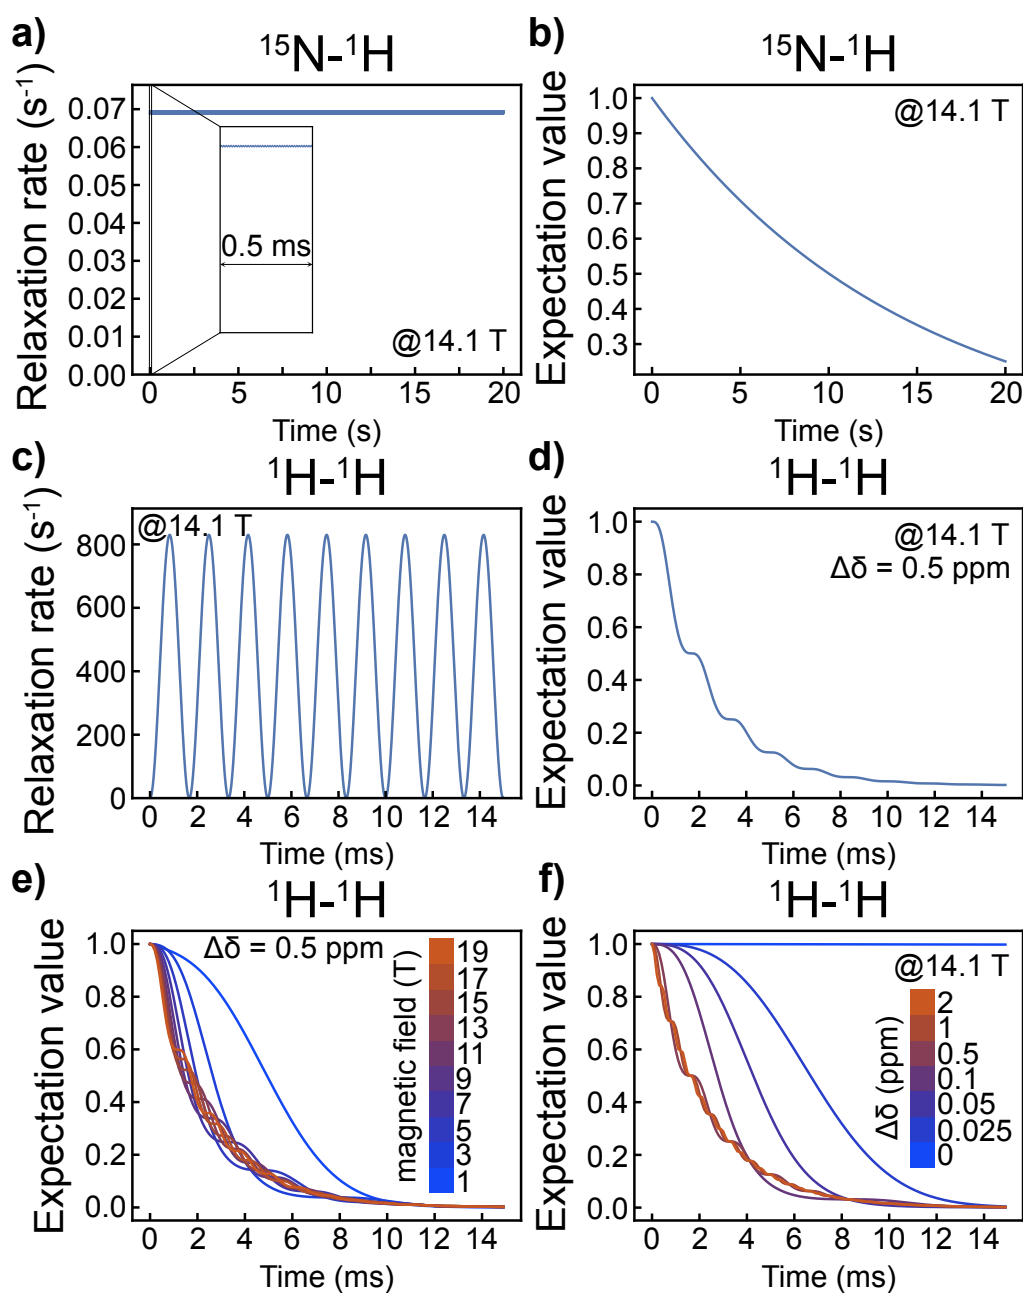 a)
¹⁵N-¹H
Relaxation rate (s⁻¹)
0.07
0.06
0.05
0.04
0.03
0.02
0.01
0.00
0.5 ms
@14.1 T
0 5 10 15 20
Time (s)
b)
¹⁵N-¹H
Expectation value
1.0
0.9
0.8
0.7
0.6
0.5
0.4
0.3
@14.1 T
0 5 10 15 20
Time (s)
c)
¹H-¹H
Relaxation rate (s⁻¹)
@14.1 T
800
600
400
200
0
0 2 4 6 8 10 12 14
Time (ms)
d)
¹H-¹H
Expectation value
1.0
0.8
0.6
0.4
0.2
0.0
@14.1 T
Δδ = 0.5 ppm
0 2 4 6 8 10 12 14
Time (ms)
e)
¹H-¹H
Expectation value
1.0
0.8
0.6
0.4
0.2
0.0
Δδ = 0.5 ppm
magnetic field (T)
19
17
15
13
11
9
7
5
3
1
0 2 4 6 8 10 12 14
Time (ms)
f)
¹H-¹H
Expectation value
1.0
0.8
0.6
0.4
0.2
0.0
@14.1 T
Δδ (ppm)
2
1
0.5
0.1
0.05
0.025
0
0 2 4 6 8 10 12 14
Time (ms)